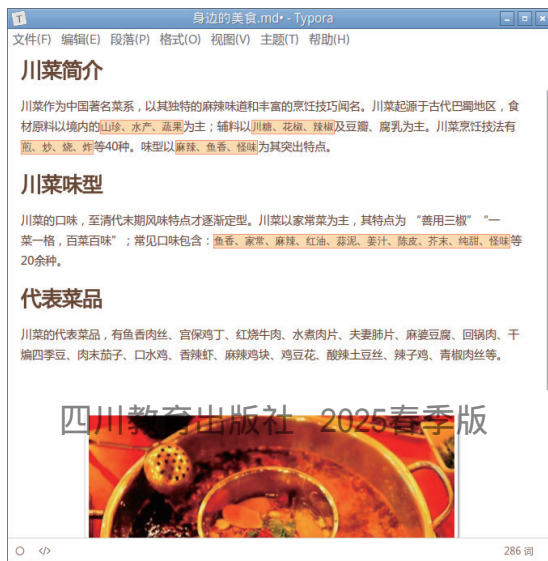 T 身边的美食.md• - Typora
文件(F) 编辑(E) 段落(P) 格式(O) 视图(V) 主题(T) 帮助(H)
川菜简介
川菜作为中国著名菜系，以其独特的麻辣味道和丰富的烹饪技巧闻名。川菜起源于古代巴蜀地区，食
材原料以境内的山珍、水产、蔬果为主；辅料以川糖、花椒、辣椒及豆瓣、腐乳为主。川菜烹饪技法有
煎、炒、烧、炸等40种。味型以麻辣、鱼香、怪味为其突出特点。
川菜味型
川菜的口味，至清代末期风味特点才逐渐定型。川菜以家常菜为主，其特点为 “善用三椒” “一
菜一格，百菜百味” ；常见口味包含：鱼香、家常、麻辣、红油、蒜泥、姜汁、陈皮、芥末、纯甜、怪味等
20余种。
代表菜品
川菜的代表菜品，有鱼香肉丝、宫保鸡丁、红烧牛肉、水煮肉片、夫妻肺片、麻婆豆腐、回锅肉、干
煸四季豆、肉末茄子、口水鸡、香辣虾、麻辣鸡块、鸡豆花、酸辣土豆丝、辣子鸡、青椒肉丝等。
四川教育出版社 2025春季版
</> 286 词